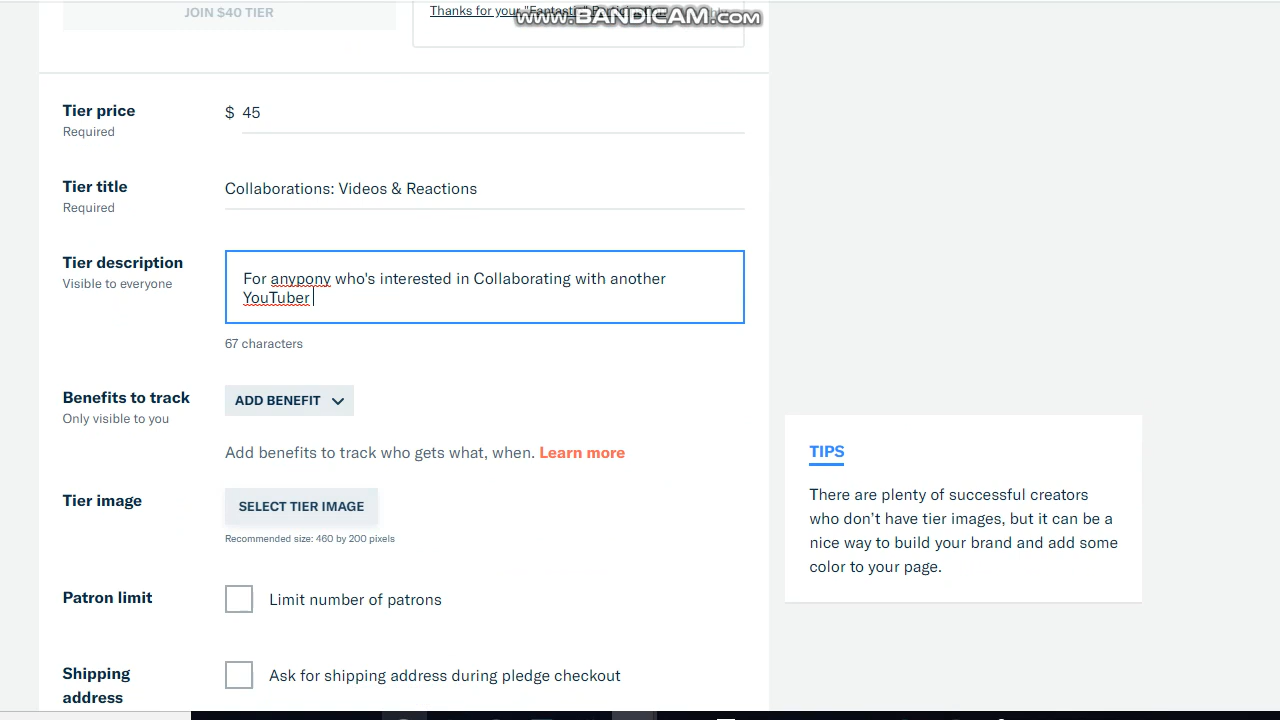 JOIN $40 TIER
Thanks for your "Fantastic"
www.BANDICAM.com
Tier price
Required
$ 45
Tier title
Required
Collaborations: Videos & Reactions
Tier description
Visible to everyone
For anypony who's interested in Collaborating with another
YouTuber
67 characters
Benefits to track
Only visible to you
ADD BENEFIT
Add benefits to track who gets what, when. Learn more
Tier image
SELECT TIER IMAGE
Recommended size: 460 by 200 pixels
TIPS
There are plenty of successful creators
who don’t have tier images, but it can be a
nice way to build your brand and add some
color to your page.
Patron limit
Limit number of patrons
Shipping
address
Ask for shipping address during pledge checkout